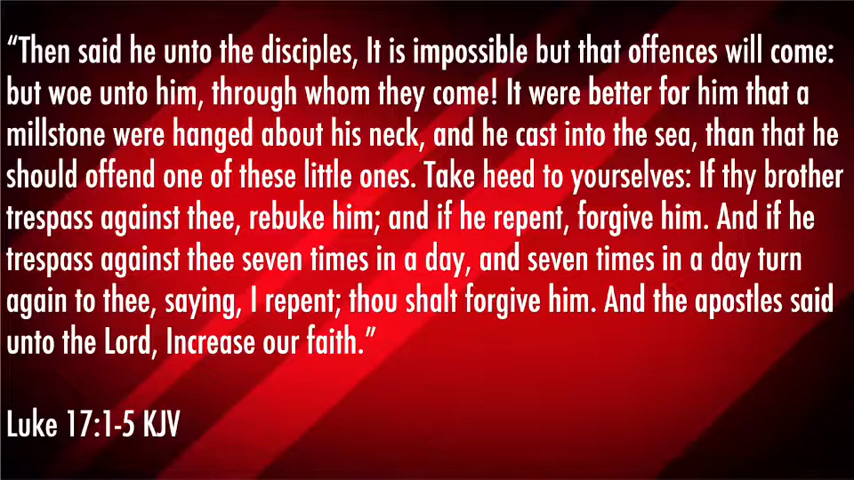 “Then said he unto the disciples, It is impossible but that offences will come:
but woe unto him, through whom they come! It were better for him that a
millstone were hanged about his neck, and he cast into the sea, than that he
should offend one of these little ones. Take heed to yourselves: If thy brother
trespass against thee, rebuke him; and if he repent, forgive him. And if he
trespass against thee seven times in a day, and seven times in a day turn
again to thee, saying, I repent; thou shalt forgive him. And the apostles said
unto the Lord, Increase our faith.”
Luke 17:1-5 KJV